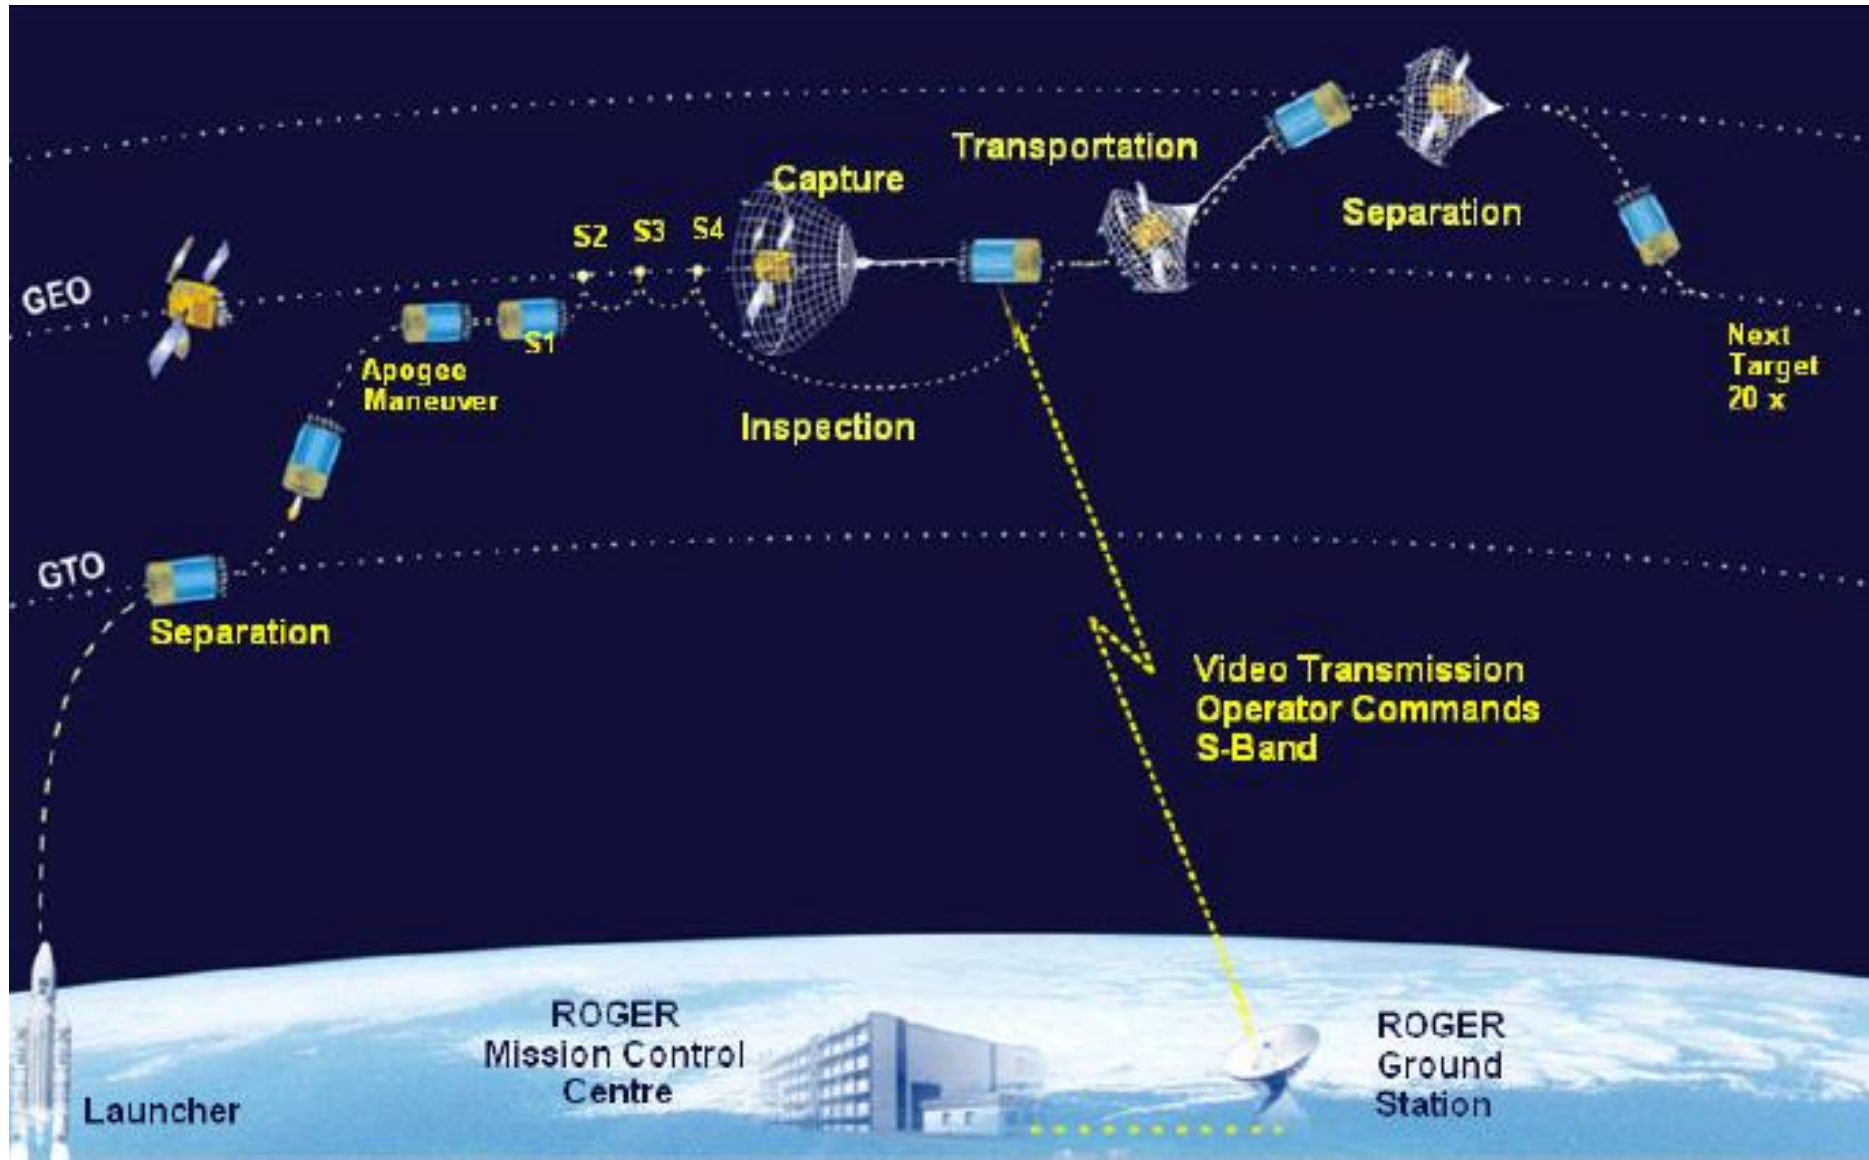 Transportation
Capture
Separation
S2
S3
S4
GEO
S1
Next
Target
20 x
Apogee
Maneuver
Inspection
GTO
Separation
Video Transmission
Operator Commands
S-Band
ROGER
Mission Control
Centre
ROGER
Ground
Station
Launcher